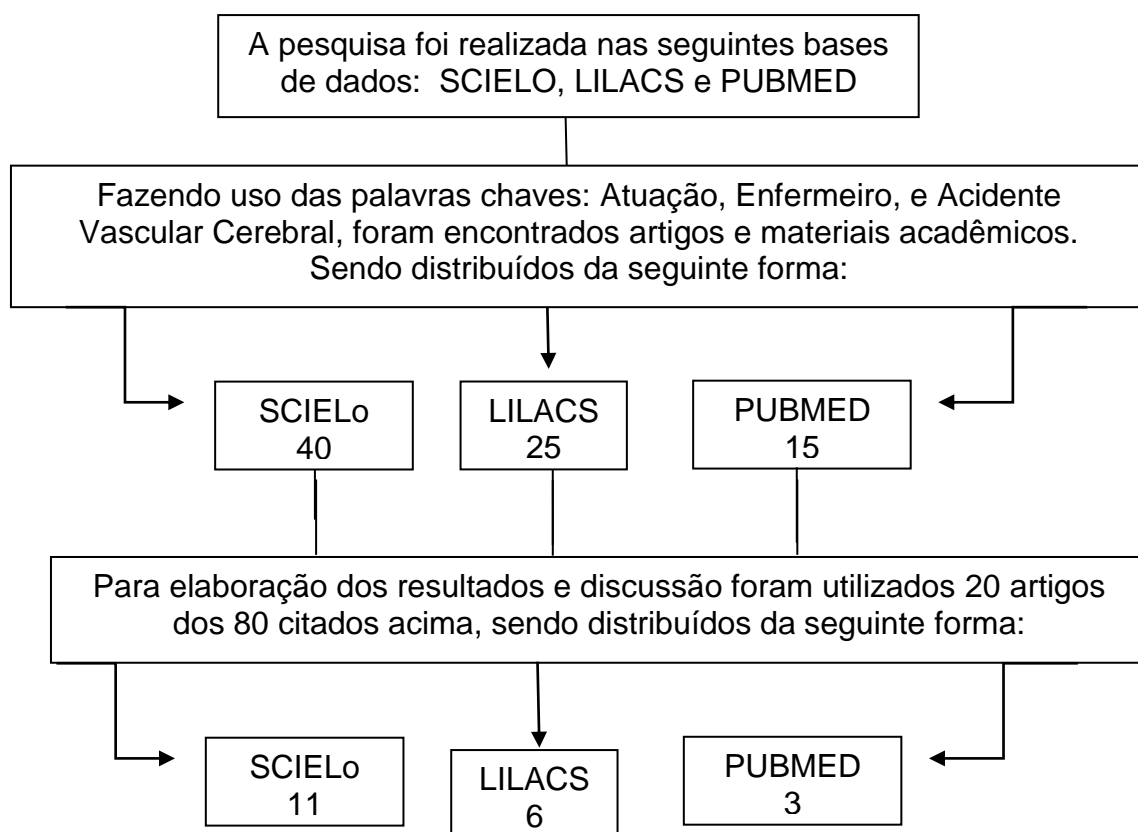 A pesquisa foi realizada nas seguintes bases
de dados: SCIELO, LILACS e PUBMED
Fazendo uso das palavras chaves: Atuação, Enfermeiro, e Acidente
Vascular Cerebral, foram encontrados artigos e materiais acadêmicos.
Sendo distribuídos da seguinte forma:
SCIELo
40
LILACS
25
PUBMED
15
Para elaboração dos resultados e discussão foram utilizados 20 artigos
dos 80 citados acima, sendo distribuídos da seguinte forma:
SCIELo
11
LILACS
6
PUBMED
3